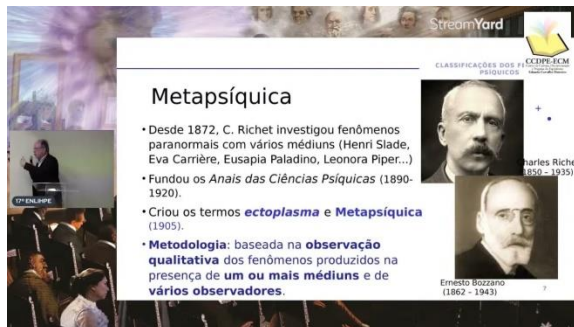 StreamYard
CLASSIFICAÇÕES DOS F
PSIQUICOS
CCDPE-ECM
Metapsíquica
• Desde 1872, C. Richet investigou fenômenos
paranormais com vários médiuns (Henri Slade,
Eva Carrière, Eusapia Paladino, Leonora Piper...)
• Fundou os Anais das Ciências Psíquicas (1890-
1920).
• Criou os termos ectoplasma e Metapsíquica
(1905).
• Metodologia: baseada na observação
qualitativa dos fenômenos produzidos na
presença de um ou mais médiuns e de
vários observadores.
Charles Riche
(1850 – 1935)
Ernesto Bozzano
(1862 – 1943)
7
17º ENLIHPE